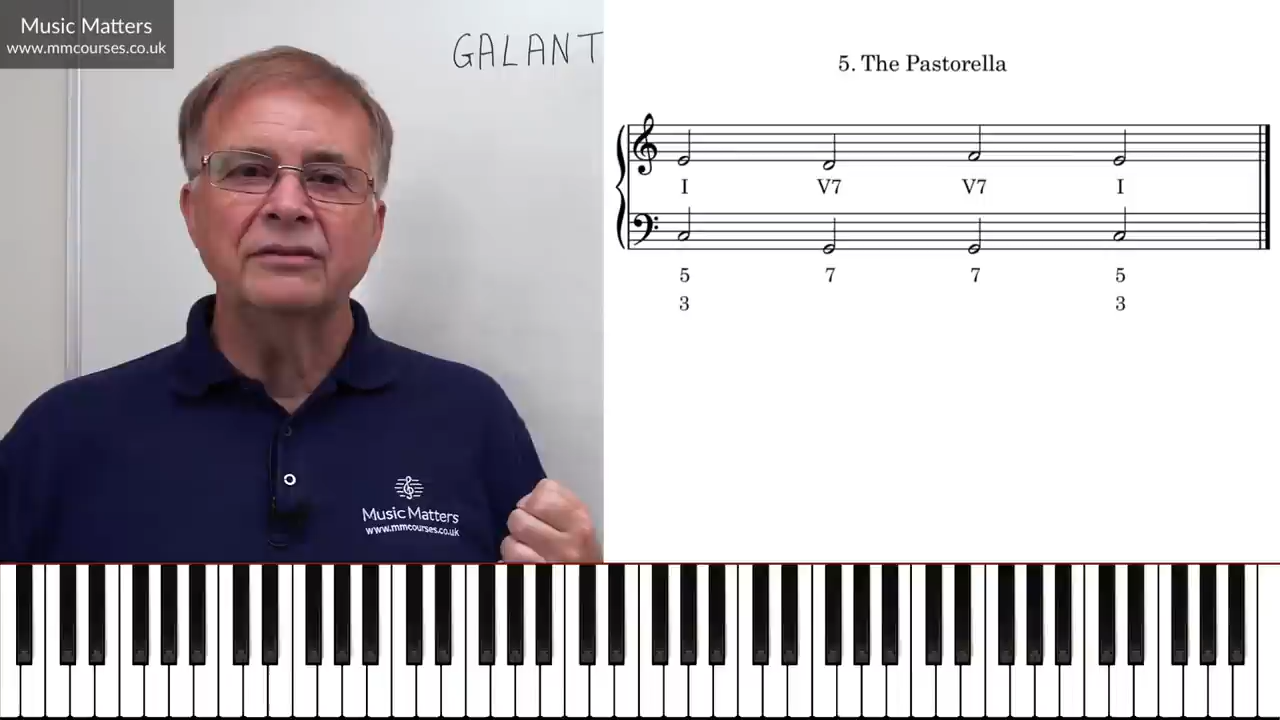 Music Matters
www.mmcourses.co.uk
GALANT
5. The Pastorella
I V7 V7 I
5 7 7 5
3 3
Music Matters
www.mmcourses.co.uk